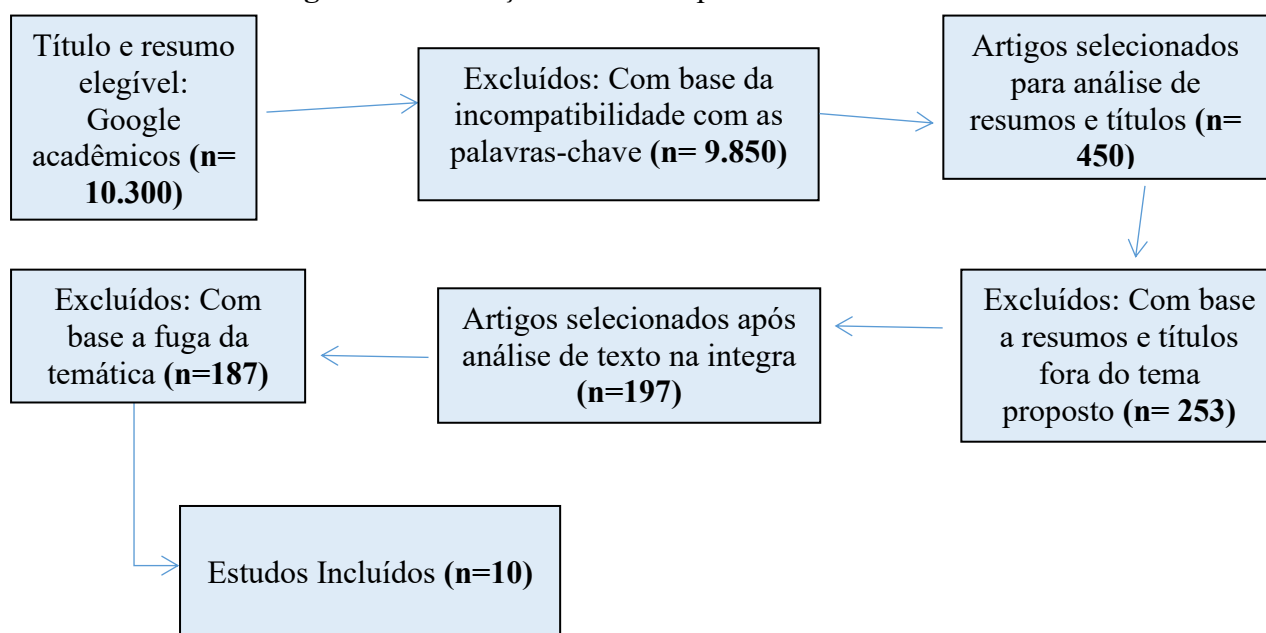 Título e resumo
elegível:
Google
acadêmicos (n=
10.300)
Excluídos: Com base da
incompatibilidade com as
palavras-chave (n= 9.850)
Artigos selecionados
para análise de
resumos e títulos (n=
450)
Excluídos: Com base
a resumos e títulos
fora do tema
proposto (n= 253)
Artigos selecionados após
análise de texto na integra
(n=197)
Excluídos: Com
base a fuga da
temática (n=187)
Estudos Incluídos (n=10)